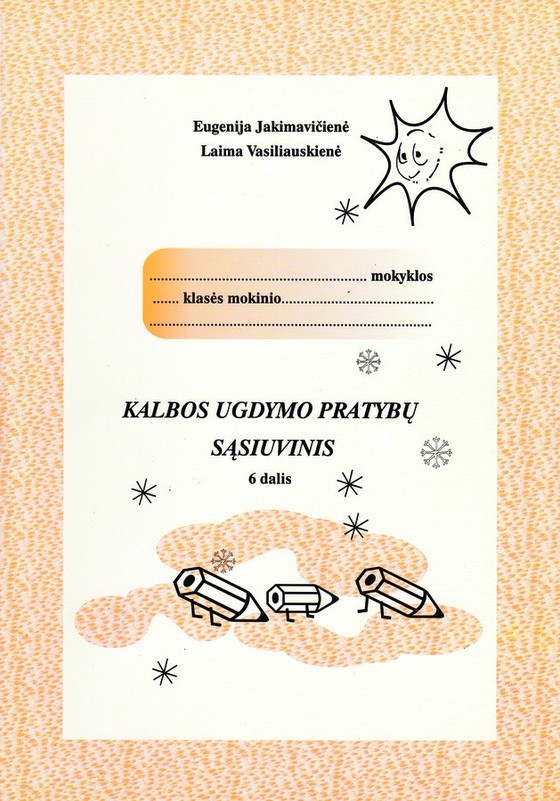 Eugenija Jakimavičienė
Laima Vasiliauskienė
........................................................ mokyklos
....... klasės mokinio.......................................
.........................................................................
KALBOS UGDYMO PRATYBŲ
SĄSIUVINIS
6 dalis